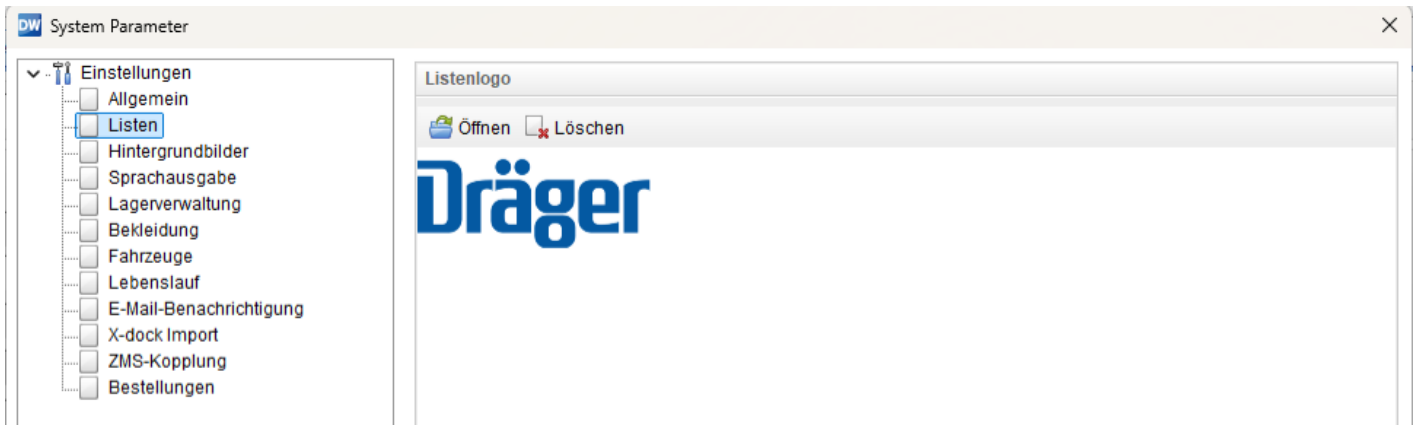 DW System Parameter
Einstellungen
Allgemein
Listen
Hintergrundbilder
Sprachausgabe
Lagerverwaltung
Bekleidung
Fahrzeuge
Lebenslauf
E-Mail-Benachrichtigung
X-dock Import
ZMS-Kopplung
Bestellungen
Listenlogo
Öffnen Löschen
Dräger